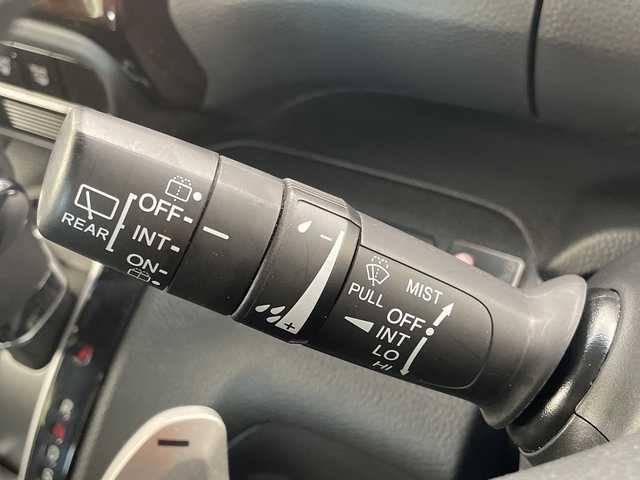 REAR
OFF
INT
ON
−
+
PULL
MIST
OFF
INT
LO
HI